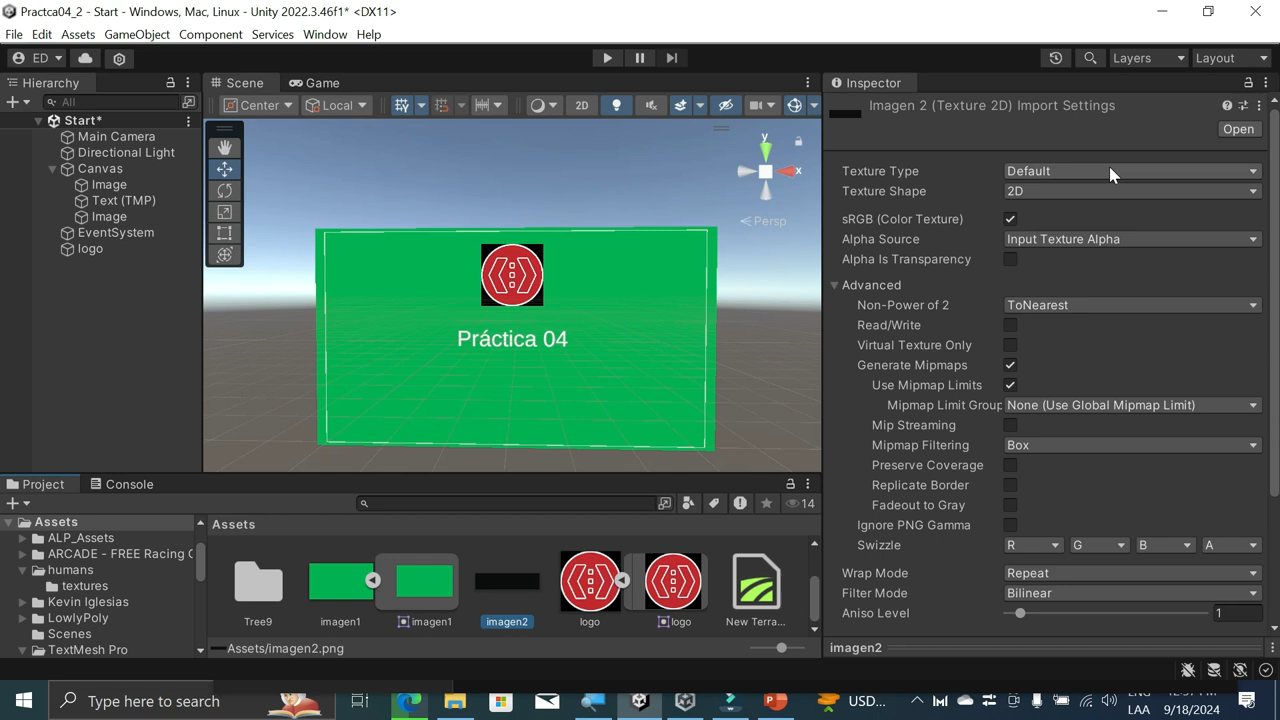 Practca04_2 - Start - Windows, Mac, Linux - Unity 2022.3.46f1* <DX11>
File Edit Assets GameObject Component Services Window Help
ED Layers Layout
Hierarchy
All
Start*
Main Camera
Directional Light
Canvas
Image
Text (TMP)
Image
EventSystem
logo
Scene Game
Center Local 2D
y
x
Persp
Práctica 04
Inspector
Imagen 2 (Texture 2D) Import Settings
Open
Texture Type Default
Texture Shape 2D
sRGB (Color Texture)
Alpha Source Input Texture Alpha
Alpha Is Transparency
Advanced
Non-Power of 2 ToNearest
Read/Write
Virtual Texture Only
Generate Mipmaps
Use Mipmap Limits
Mipmap Limit Group None (Use Global Mipmap Limit)
Mip Streaming
Mipmap Filtering Box
Preserve Coverage
Replicate Border
Fadeout to Gray
Ignore PNG Gamma
Swizzle R G B A
Wrap Mode Repeat
Filter Mode Bilinear
Aniso Level 1
imagen2
Project Console
14
Assets
ALP_Assets
ARCADE - FREE Racing C
humans
textures
Kevin Iglesias
LowlyPoly
Scenes
TextMesh Pro
Assets
Tree9 imagen1 imagen1 imagen2 logo logo New Terra...
Assets/imagen2.png
Type here to search
USD...
LAA 9/18/2024